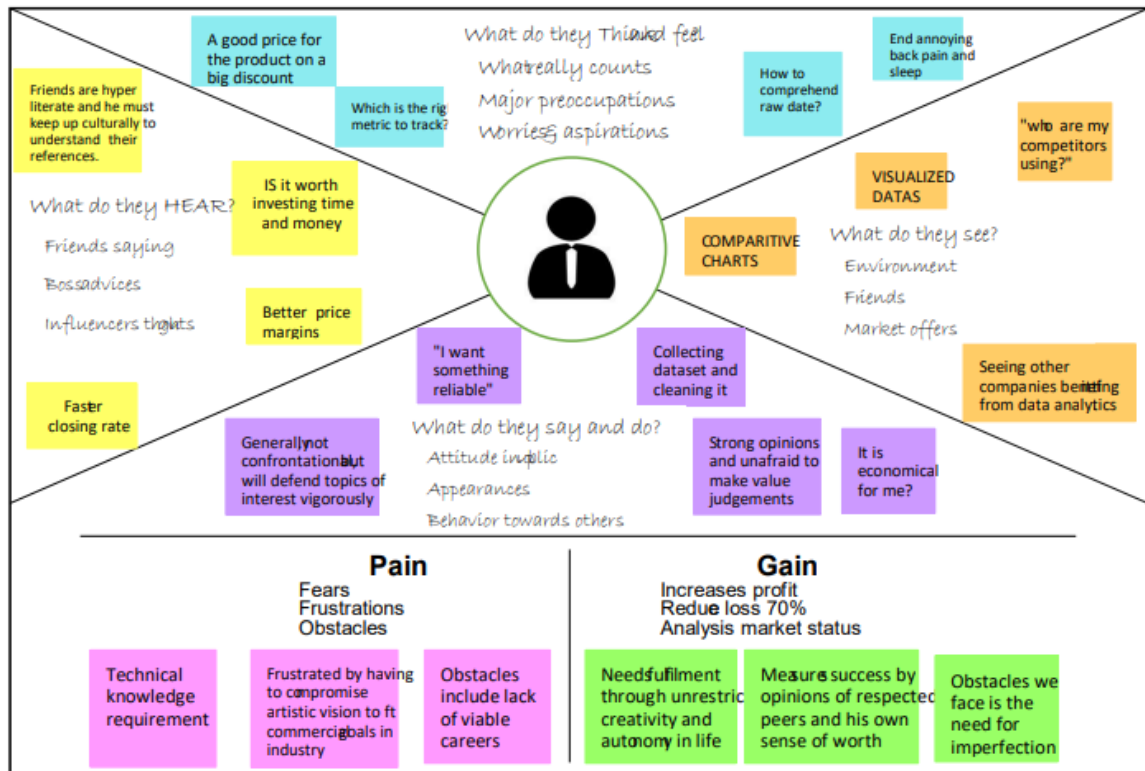 A good price for
the product on a
big discount
Which is the rig
metric to track?
What do they Think and feel
What really counts
Major preoccupations
Worries & aspirations
How to
comprehend
raw date?
End annoying
back pain and
sleep
Friends are hyper
literate and he must
keep up culturally to
understand their
references.
What do they HEAR?
Friends saying
Boss advices
Influencers thghts
IS it worth
investing time
and money
Better price
margins
Faster
closing rate
"who are my
competitors
using?"
VISUALIZED
DATAS
COMPARITIVE
CHARTS
What do they see?
Environment
Friends
Market offers
Seeing other
companies benefiting
from data analytics
"I want
something
reliable"
Collecting
dataset and
cleaning it
What do they say and do?
Attitude in public
Appearances
Behavior towards others
Generally not
confrontational, but
will defend topics of
interest vigorously
Strong opinions
and unafraid to
make value
judgements
It is
economical
for me?
Pain
Fears
Frustrations
Obstacles
Technical
knowledge
requirement
Frustrated by having
to compromise
artistic vision to ft
commercial goals in
industry
Obstacles
include lack
of viable
careers
Gain
Increases profit
Reduce loss 70%
Analysis market status
Needs fulfilment
through unrestric
creativity and
autonomy in life
Measures success by
opinions of respected
peers and his own
sense of worth
Obstacles we
face is the
need for
imperfection